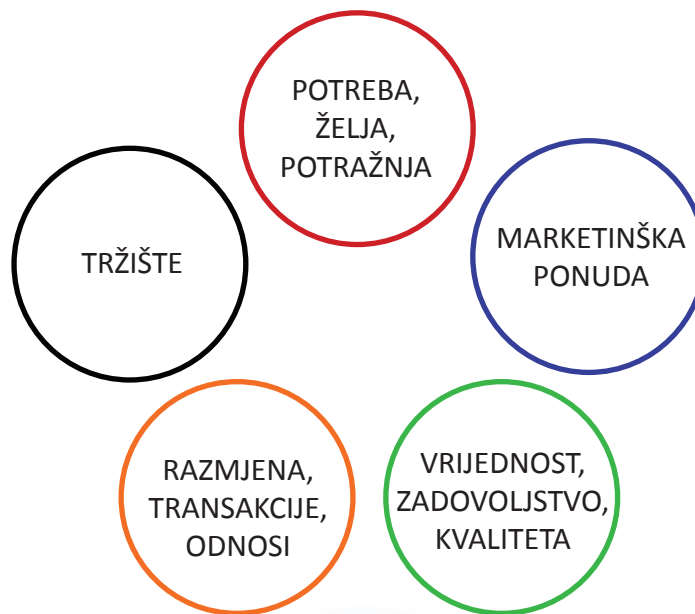 POTREBA,
ŽELJA,
POTRAŽNJA
MARKETINŠKA
PONUDA
VRIJEDNOST,
ZADOVOLJSTVO,
KVALITETA
RAZMJENA,
TRANSAKCIJE,
ODNOSI
TRŽIŠTE